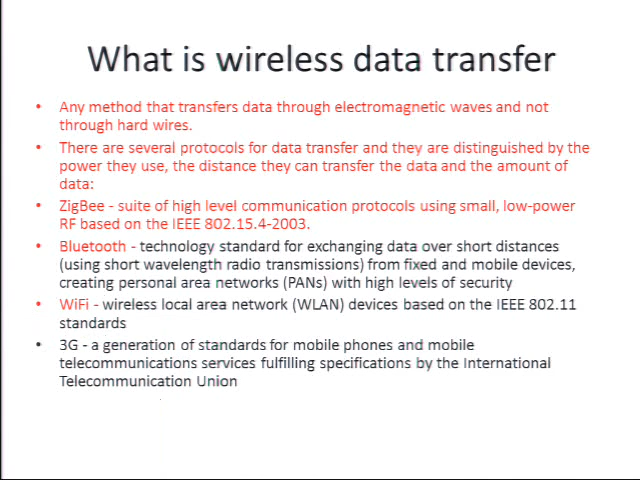 What is wireless data transfer
• Any method that transfers data through electromagnetic waves and not
through hard wires.
• There are several protocols for data transfer and they are distinguished by the
power they use, the distance they can transfer the data and the amount of
data:
• ZigBee - suite of high level communication protocols using small, low-power
RF based on the IEEE 802.15.4-2003.
• Bluetooth - technology standard for exchanging data over short distances
(using short wavelength radio transmissions) from fixed and mobile devices,
creating personal area networks (PANs) with high levels of security
• WiFi - wireless local area network (WLAN) devices based on the IEEE 802.11
standards
• 3G - a generation of standards for mobile phones and mobile
telecommunications services fulfilling specifications by the International
Telecommunication Union